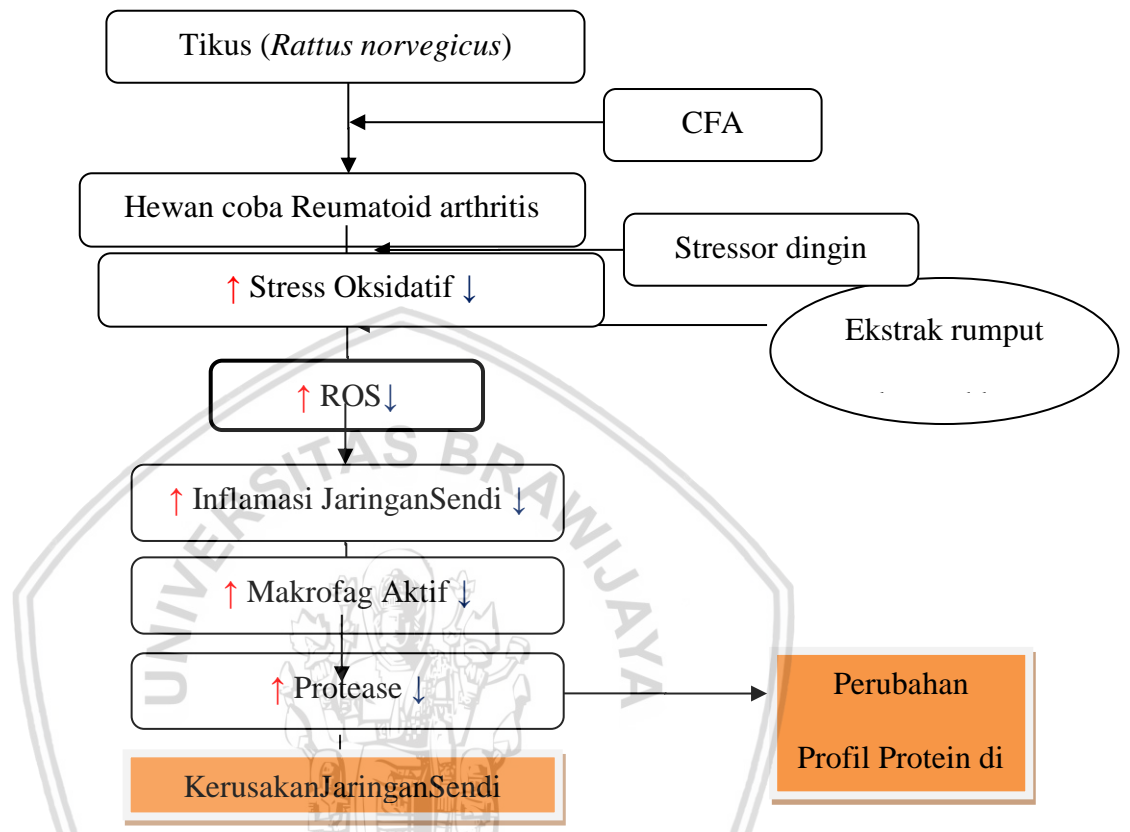 Tikus (Rattus norvegicus)
CFA
Hewan coba Reumatoid arthritis
Stressor dingin
↑ Stress Oksidatif ↓
Ekstrak rumput
↑ ROS↓
↑ Inflamasi JaringanSendi ↓
↑ Makrofag Aktif ↓
↑ Protease ↓
Perubahan
Profil Protein di
KerusakanJaringanSendi
UNIVERSITAS BRAWIJAYA